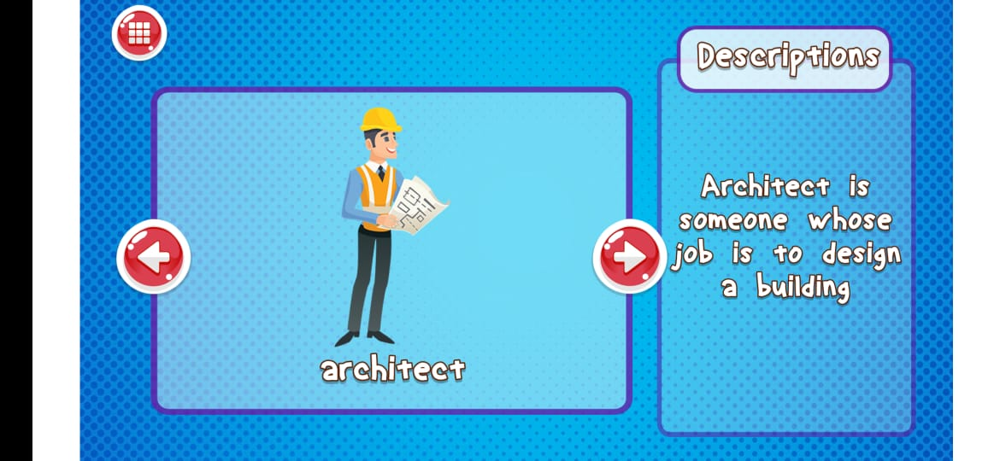 Descriptions
Architect is
someone whose
job is to design
a building
architect